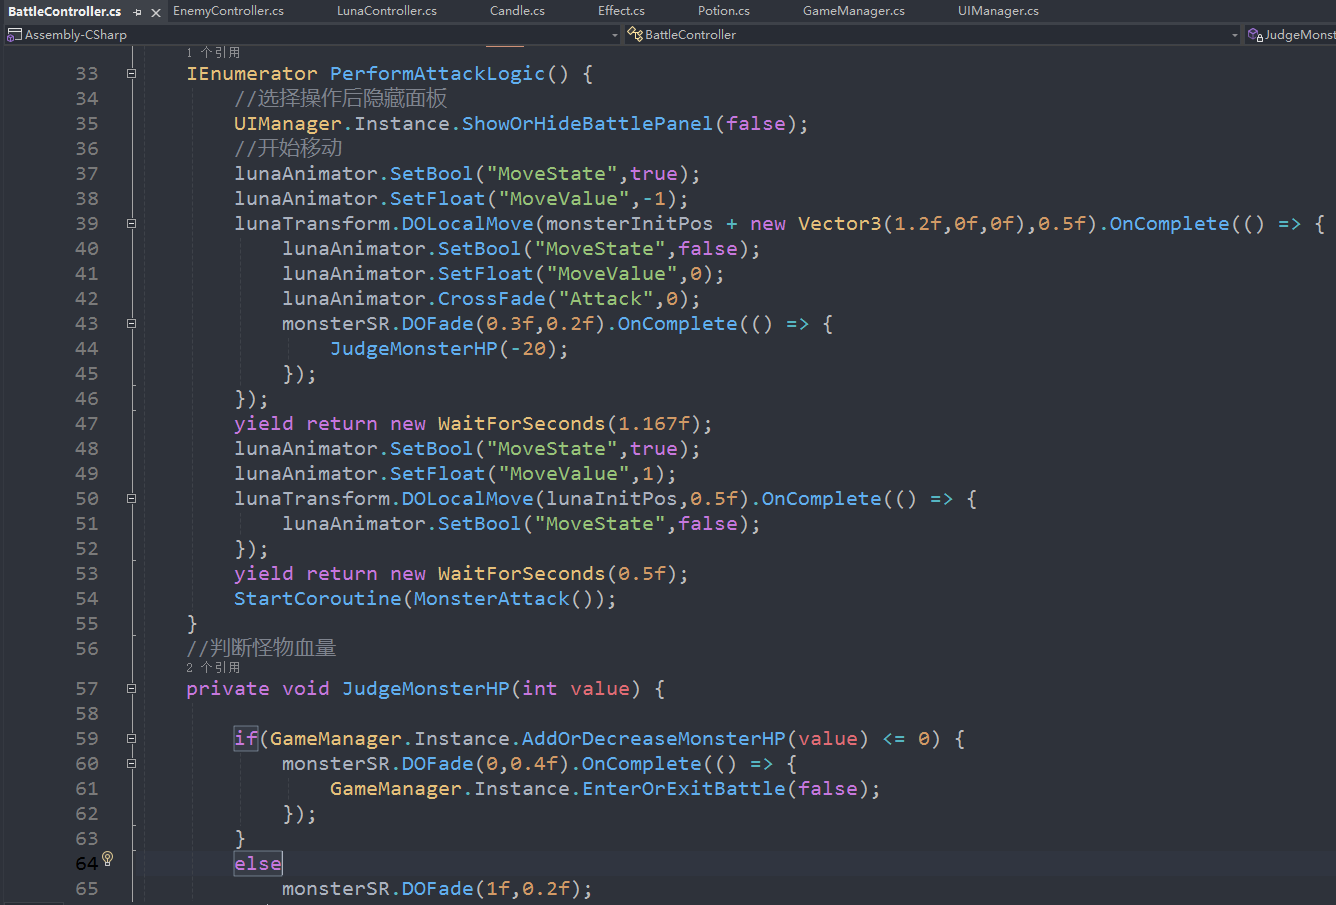 BattleController.cs EnemyController.cs LunaController.cs Candle.cs Effect.cs Potion.cs GameManager.cs UIManager.cs
Assembly-CSharp BattleController JudgeMonst
1 个引用
33 IEnumerator PerformAttackLogic() {
34 //选择操作后隐藏面板
35 UIManager.Instance.ShowOrHideBattlePanel(false);
36 //开始移动
37 lunaAnimator.SetBool("MoveState",true);
38 lunaAnimator.SetFloat("MoveValue",-1);
39 lunaTransform.DOLocalMove(monsterInitPos + new Vector3(1.2f,0f,0f),0.5f).OnComplete(() => {
40 lunaAnimator.SetBool("MoveState",false);
41 lunaAnimator.SetFloat("MoveValue",0);
42 lunaAnimator.CrossFade("Attack",0);
43 monsterSR.DOFade(0.3f,0.2f).OnComplete(() => {
44 JudgeMonsterHP(-20);
45 });
46 });
47 yield return new WaitForSeconds(1.167f);
48 lunaAnimator.SetBool("MoveState",true);
49 lunaAnimator.SetFloat("MoveValue",1);
50 lunaTransform.DOLocalMove(lunaInitPos,0.5f).OnComplete(() => {
51 lunaAnimator.SetBool("MoveState",false);
52 });
53 yield return new WaitForSeconds(0.5f);
54 StartCoroutine(MonsterAttack());
55 }
56 //判断怪物血量
2 个引用
57 private void JudgeMonsterHP(int value) {
58
59 if(GameManager.Instance.AddOrDecreaseMonsterHP(value) <= 0) {
60 monsterSR.DOFade(0,0.4f).OnComplete(() => {
61 GameManager.Instance.EnterOrExitBattle(false);
62 });
63 }
64 else
65 monsterSR.DOFade(1f,0.2f);